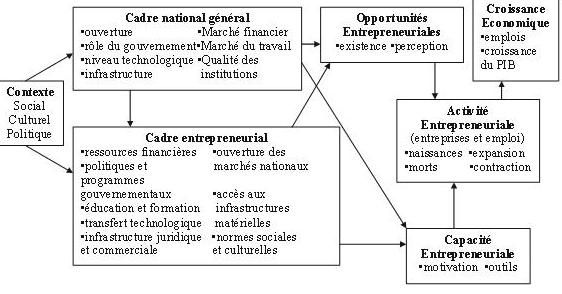 Contexte
Social
Culturel
Politique
Cadre national général
•ouverture
•rôle du gouvernement
•niveau technologique
•infrastructure
•Marché financier
•Marché du travail
•Qualité des
institutions
Cadre entrepreneurial
•ressources financières
•politiques et
programmes
gouvernementaux
•éducation et formation
•transfert technologique
•infrastructure juridique
et commerciale
•ouverture des
marchés nationaux
•accès aux
infrastructures
matérielles
•normes sociales
et culturelles
Opportunités
Entrepreneuriales
•existence •perception
Croissance
Economique
•emplois
•croissance
du PIB
Activité
Entrepreneuriale
(entreprises et emploi)
•naissances •expansion
•morts •contraction
Capacité
Entrepreneuriale
•motivation •outils